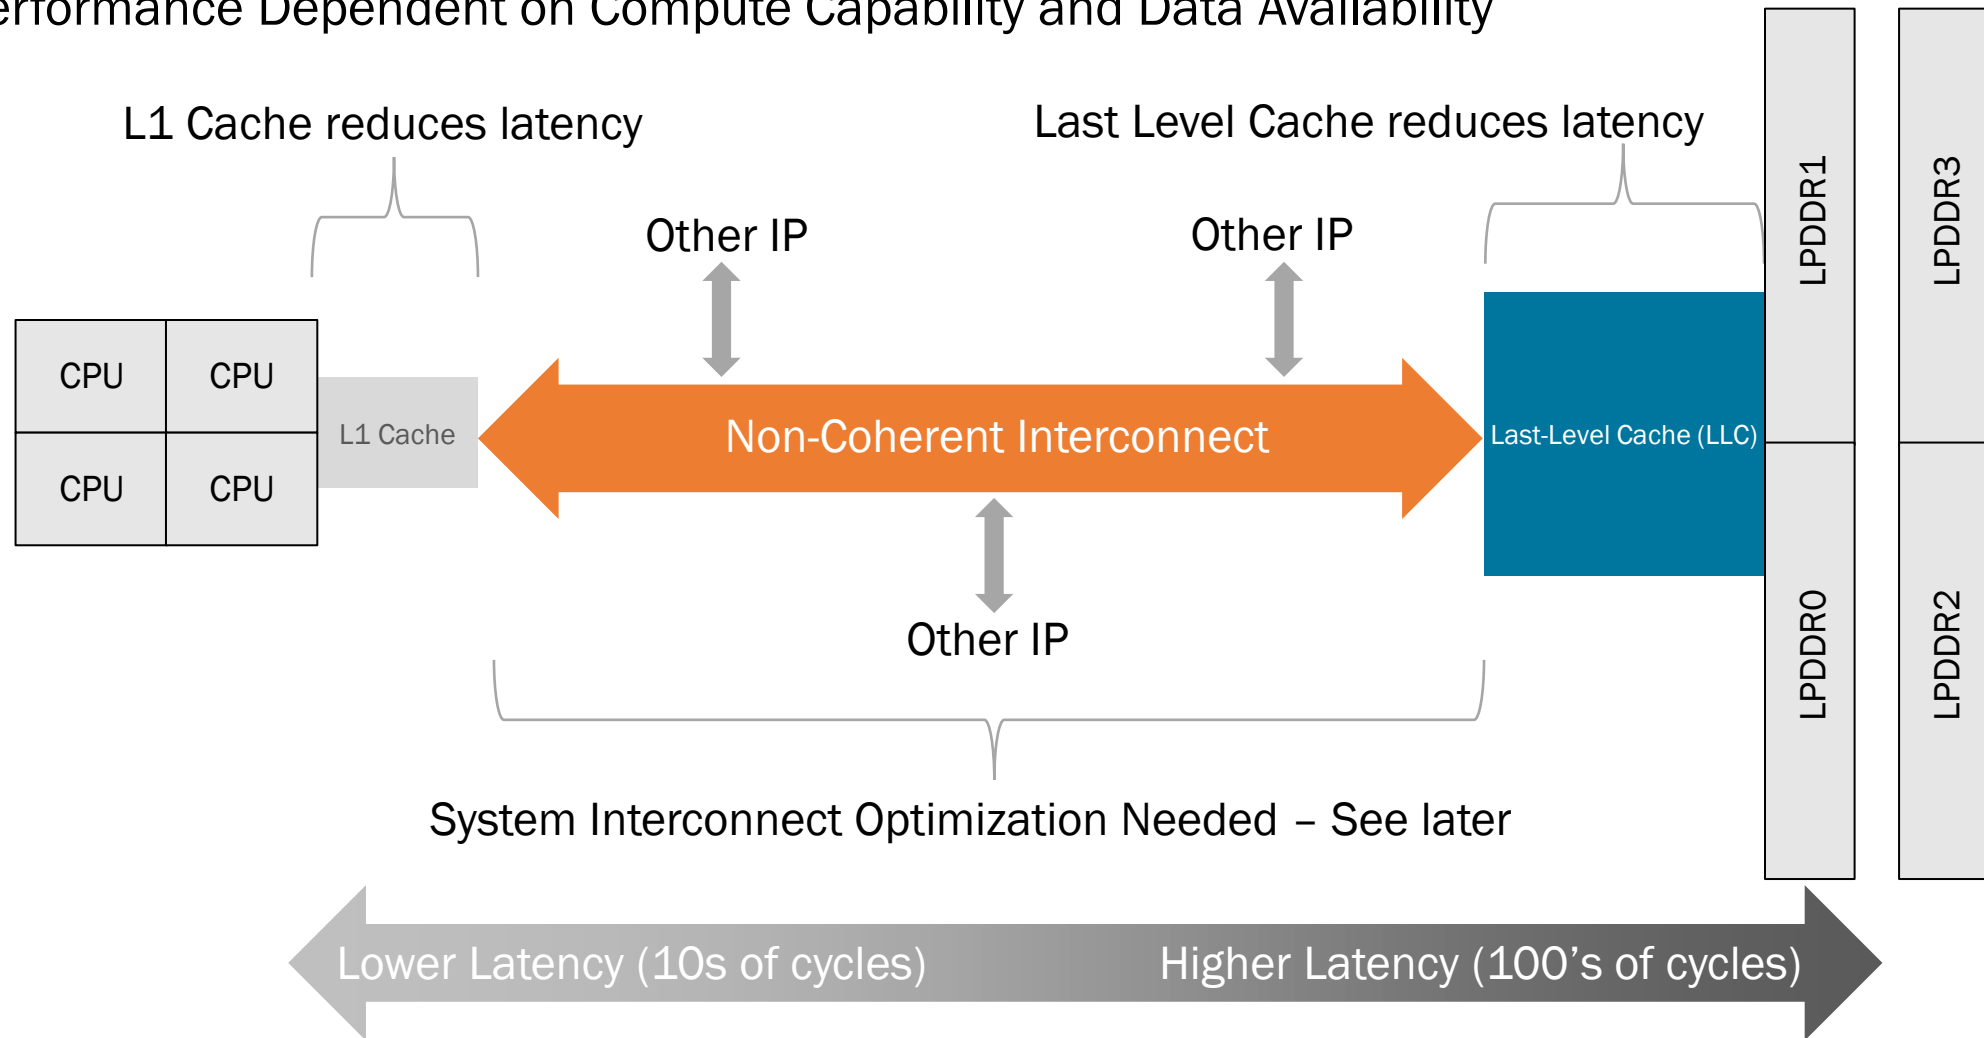 erformance Dependent on Compute Capability and Data Availability
L1 Cache reduces latency
Last Level Cache reduces latency
Other IP
Other IP
LPDDR1
LPDDR3
CPU
CPU
L1 Cache
Non-Coherent Interconnect
Last-Level Cache (LLC)
CPU
CPU
Other IP
LPDDR0
LPDDR2
System Interconnect Optimization Needed – See later
Lower Latency (10s of cycles)
Higher Latency (100’s of cycles)